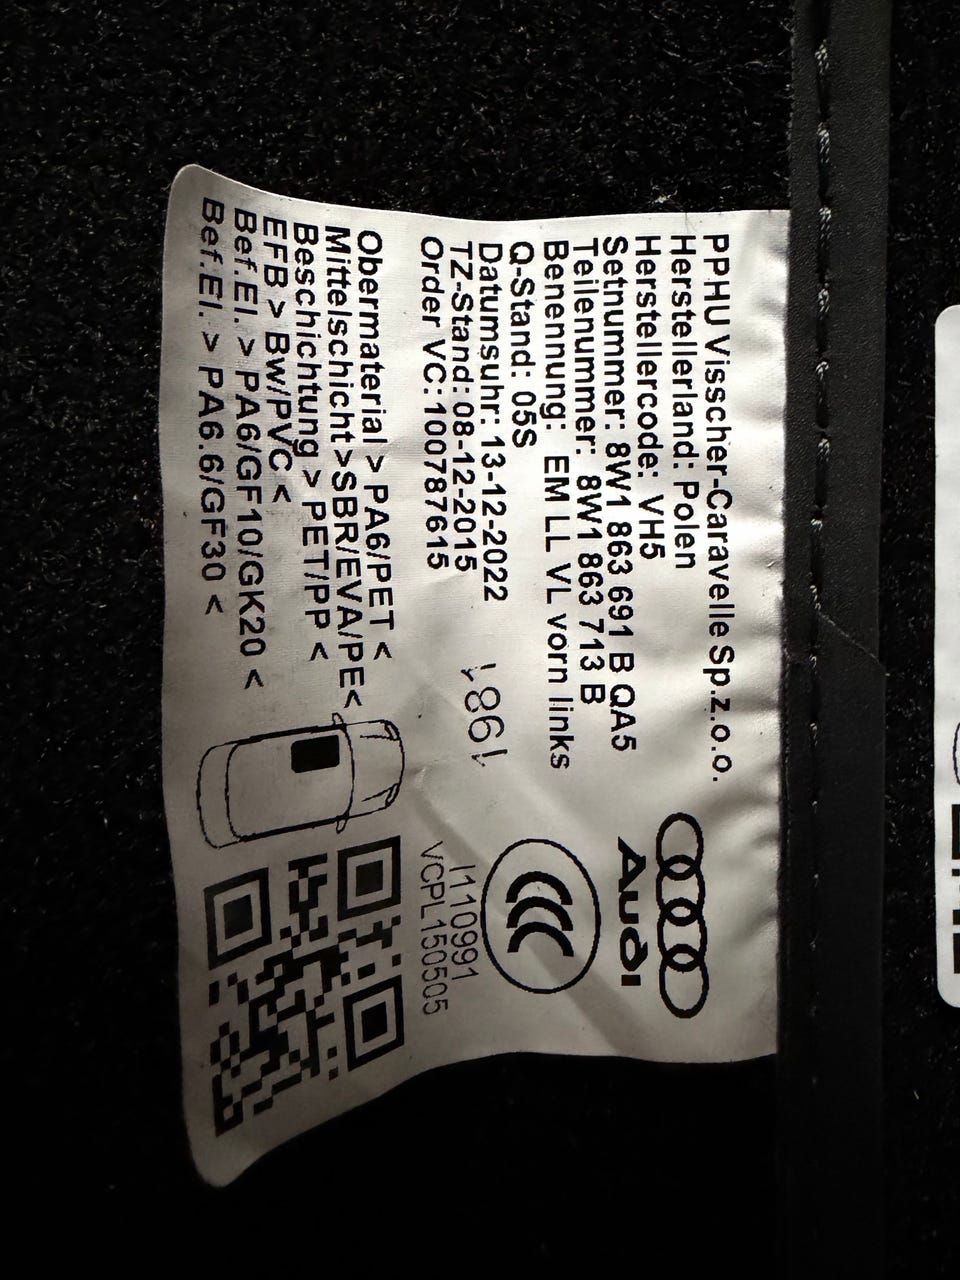 PPHU Visscher-Caravelle Sp.z.o.o.
Herstellerland: Polen
Herstellercode: VH5
Setnummer: 8W1 863 691 B QA5
Teilenummer: 8W1 863 713 B
Benennung: EM LL VL vorn links
Q-Stand: 05S
Datumsuhr: 13-12-2022
TZ-Stand: 08-12-2015
Order VC: 100787615
Obermaterial > PA6/PET <
Mittelschicht >SBR/EVA/PE<
Beschichtung > PET/PP <
EFB > Bw/PVC <
Bef.El. > PA6/GF10/GK20 <
Bef.El. > PA6.6/GF30 <
Audi
CCC
I110991
VCPL150505